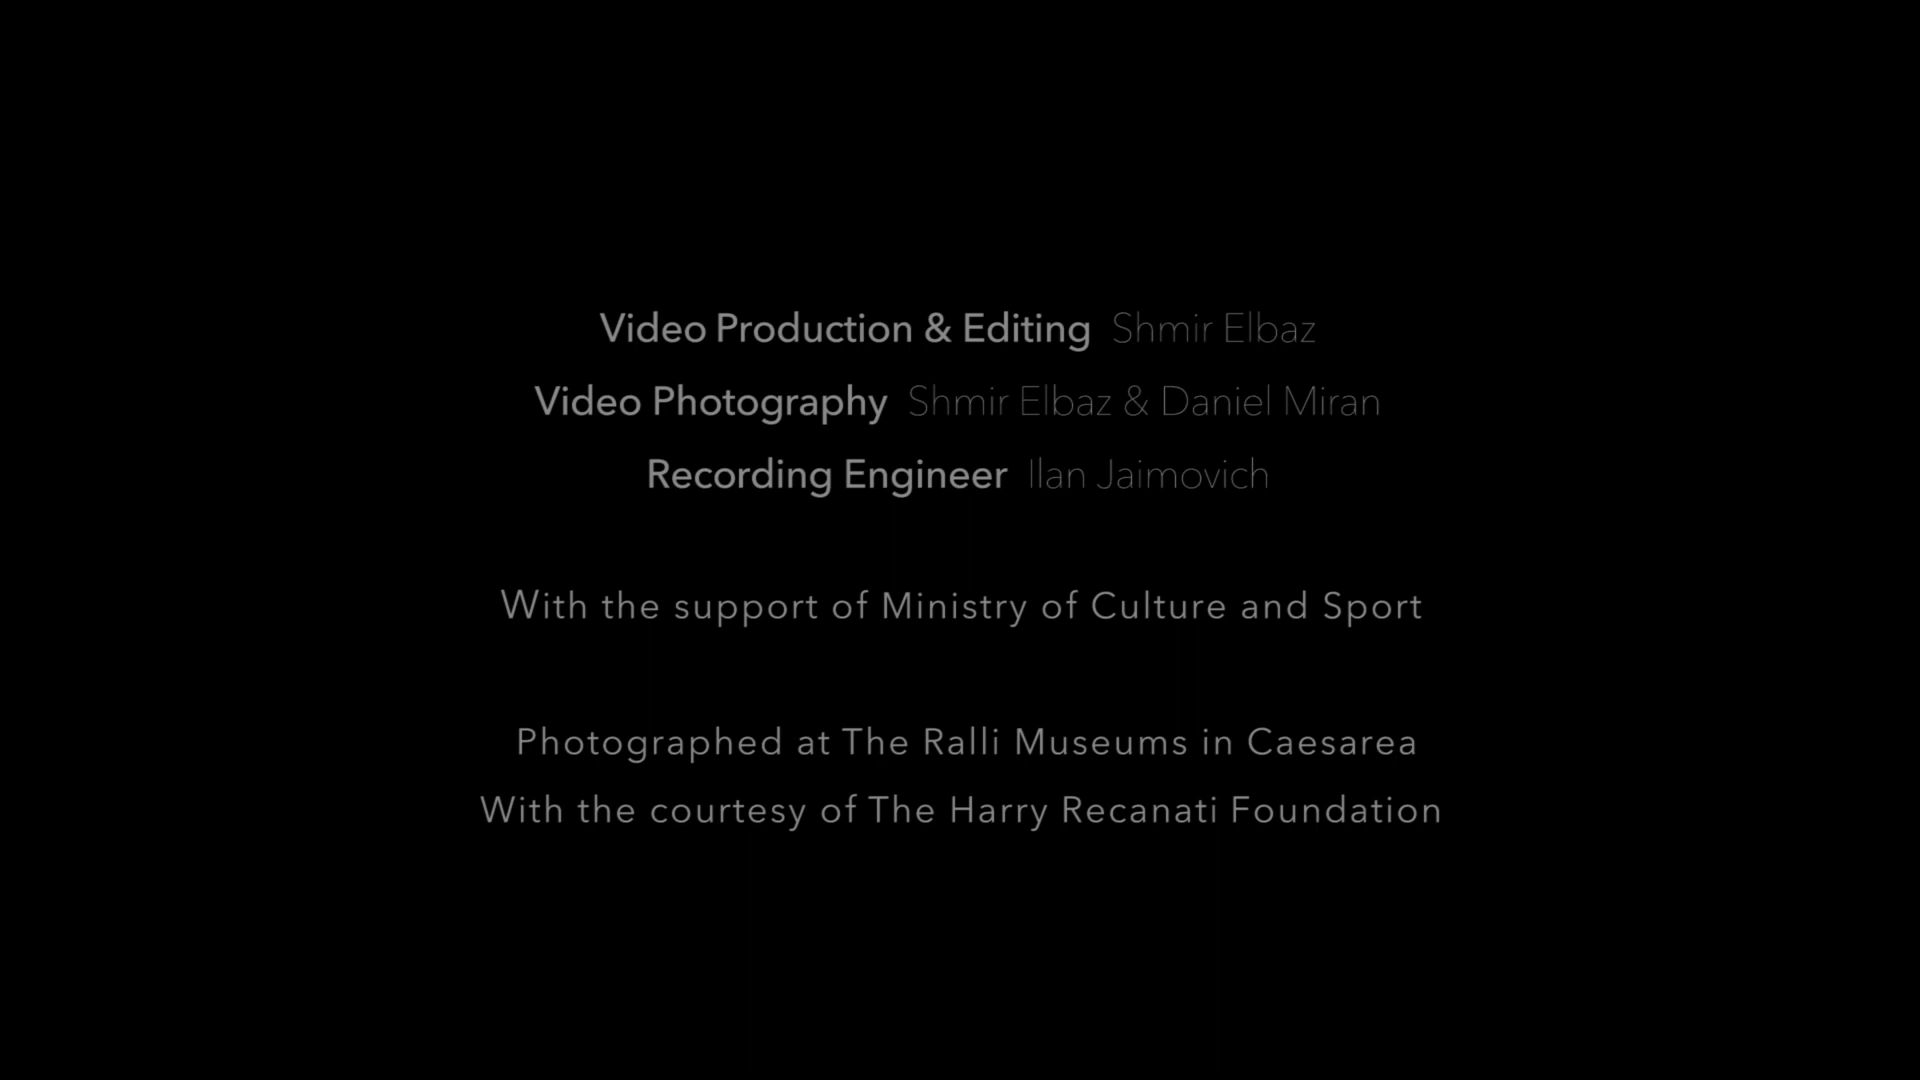 Video Production & Editing Shmir Elbaz
Video Photography Shmir Elbaz & Daniel Miran
Recording Engineer Ilan Jaimovich
With the support of Ministry of Culture and Sport
Photographed at The Ralli Museums in Caesarea
With the courtesy of The Harry Recanati Foundation